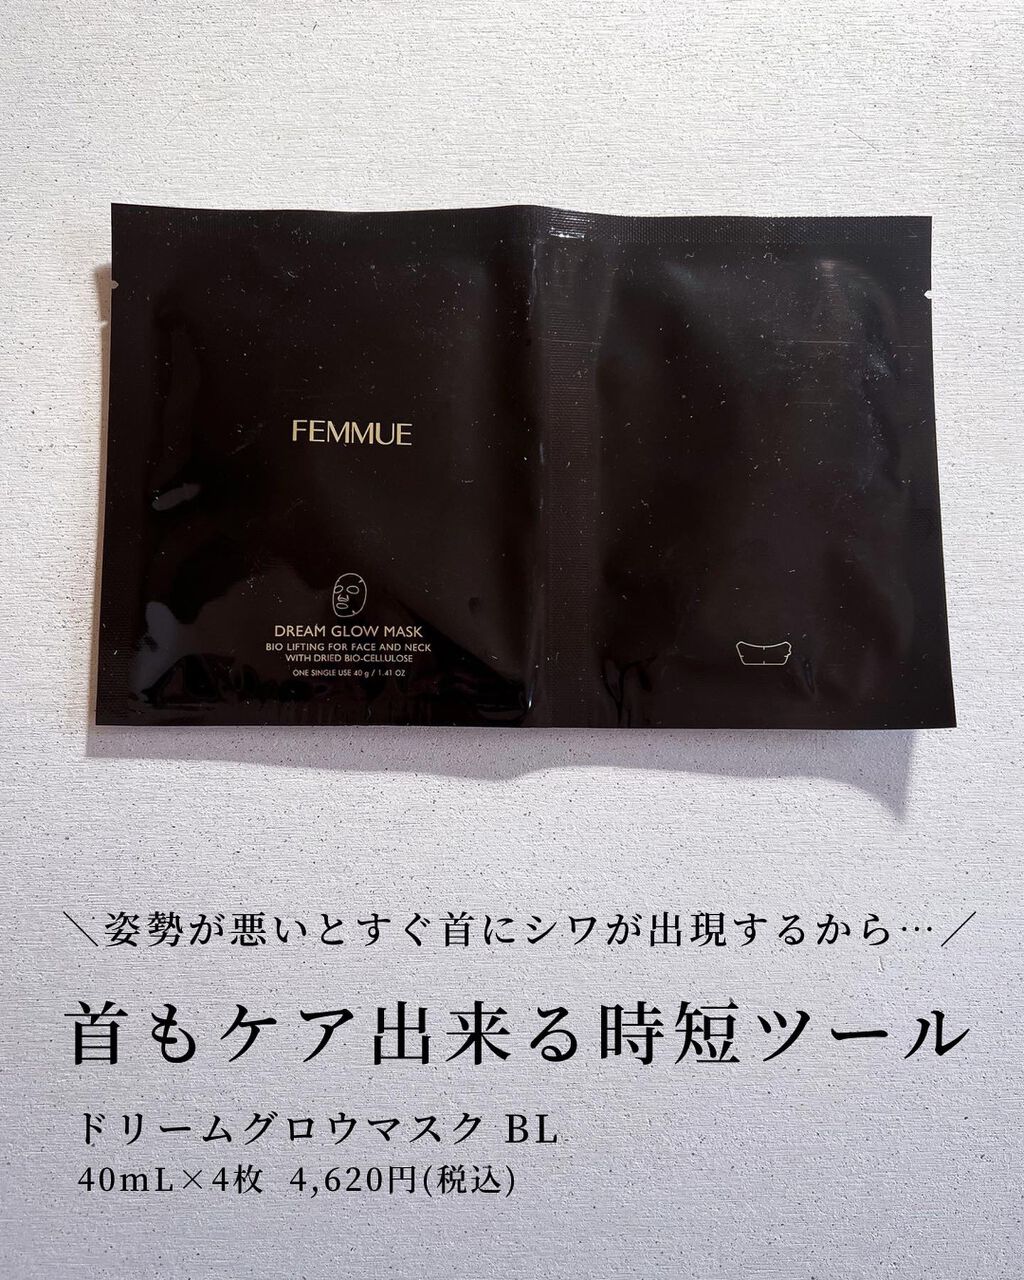 FEMMUE
DREAM GLOW MASK
BIO LIFTING FOR FACE AND NECK
WITH DRIED BIO-CELLULOSE
ONE SINGLE USE 40 g / 1.41 OZ
＼姿勢が悪いとすぐ首にシワが出現するから…／
首もケア出来る時短ツール
ドリームグロウマスク BL
40mL×4枚 4,620円(税込)